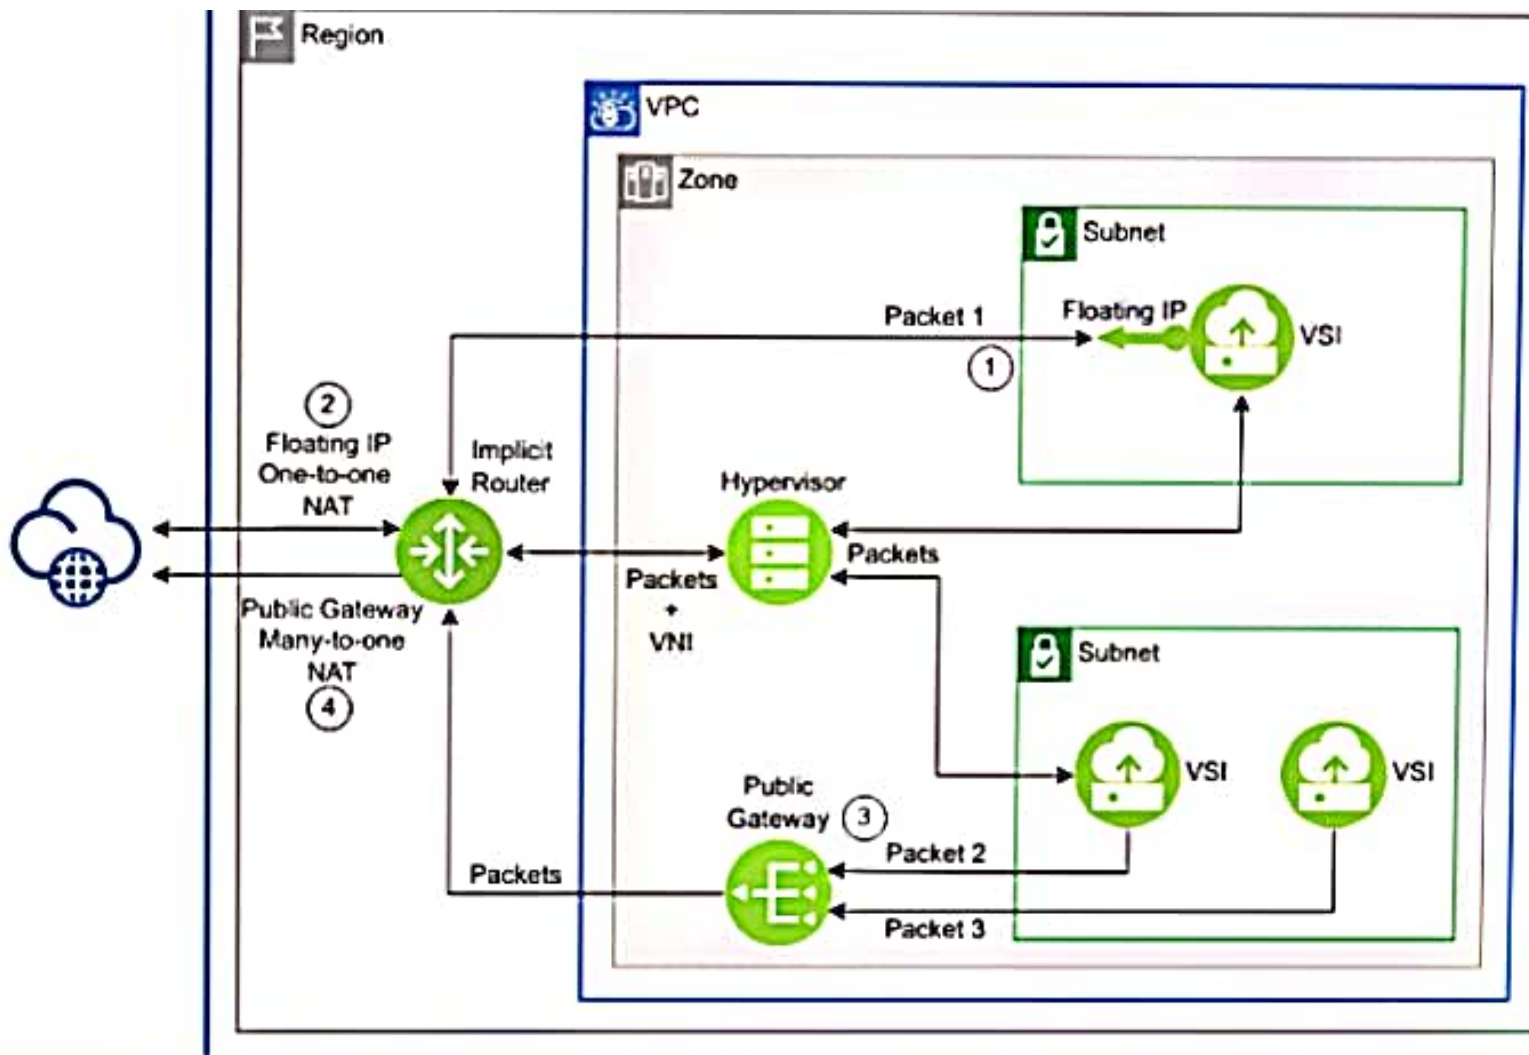 Region
VPC
Zone
Subnet
Packet 1
Floating IP
VSI
1
2
Floating IP
One-to-one
NAT
Implicit
Router
Hypervisor
Packets
Packets
+
VNI
Public Gateway
Many-to-one
NAT
4
Subnet
VSI
VSI
Public
Gateway
3
Packet 2
Packets
Packet 3